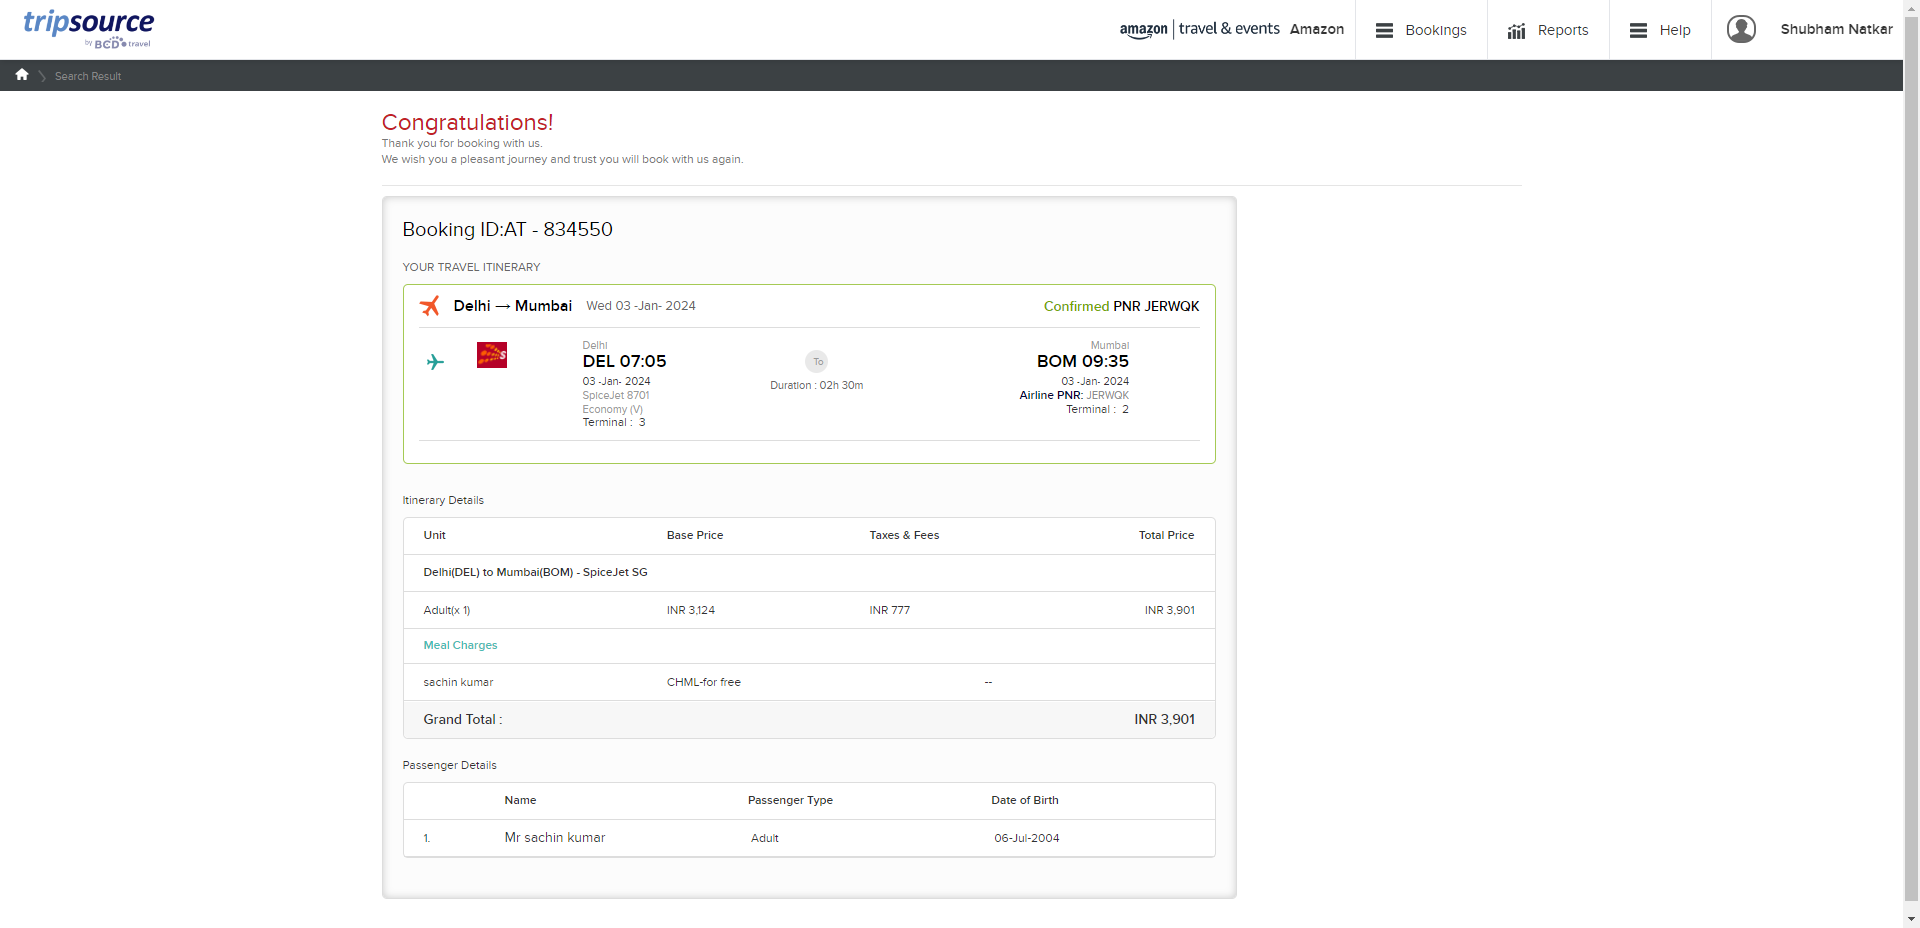 tripsource
by BCD travel
amazon | travel & events Amazon
Bookings
Reports
Help
Shubham Natkar
Search Result
Congratulations!
Thank you for booking with us.
We wish you a pleasant journey and trust you will book with us again.
Booking ID:AT - 834550
YOUR TRAVEL ITINERARY
Delhi → Mumbai Wed 03 -Jan- 2024 Confirmed PNR JERWQK
Delhi To Mumbai
DEL 07:05 BOM 09:35
03 -Jan- 2024 Duration : 02h 30m 03 -Jan- 2024
SpiceJet 8701 Airline PNR: JERWQK
Economy (V) Terminal : 2
Terminal : 3
Itinerary Details
Unit Base Price Taxes & Fees Total Price
Delhi(DEL) to Mumbai(BOM) - SpiceJet SG
Adult(x 1) INR 3,124 INR 777 INR 3,901
Meal Charges
sachin kumar CHML-for free --
Grand Total : INR 3,901
Passenger Details
Name Passenger Type Date of Birth
1. Mr sachin kumar Adult 06-Jul-2004